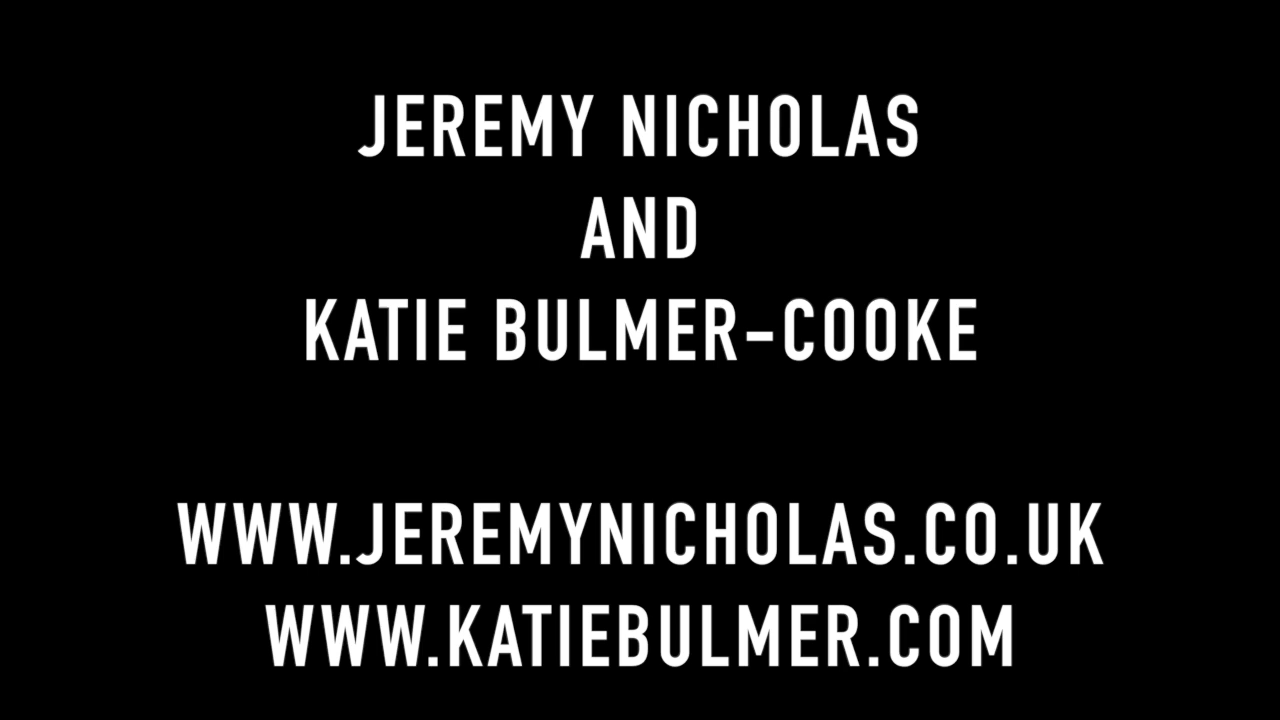 JEREMY NICHOLAS
AND
KATIE BULMER-COOKE
WWW.JEREMYNICHOLAS.CO.UK
WWW.KATIEBULMER.COM